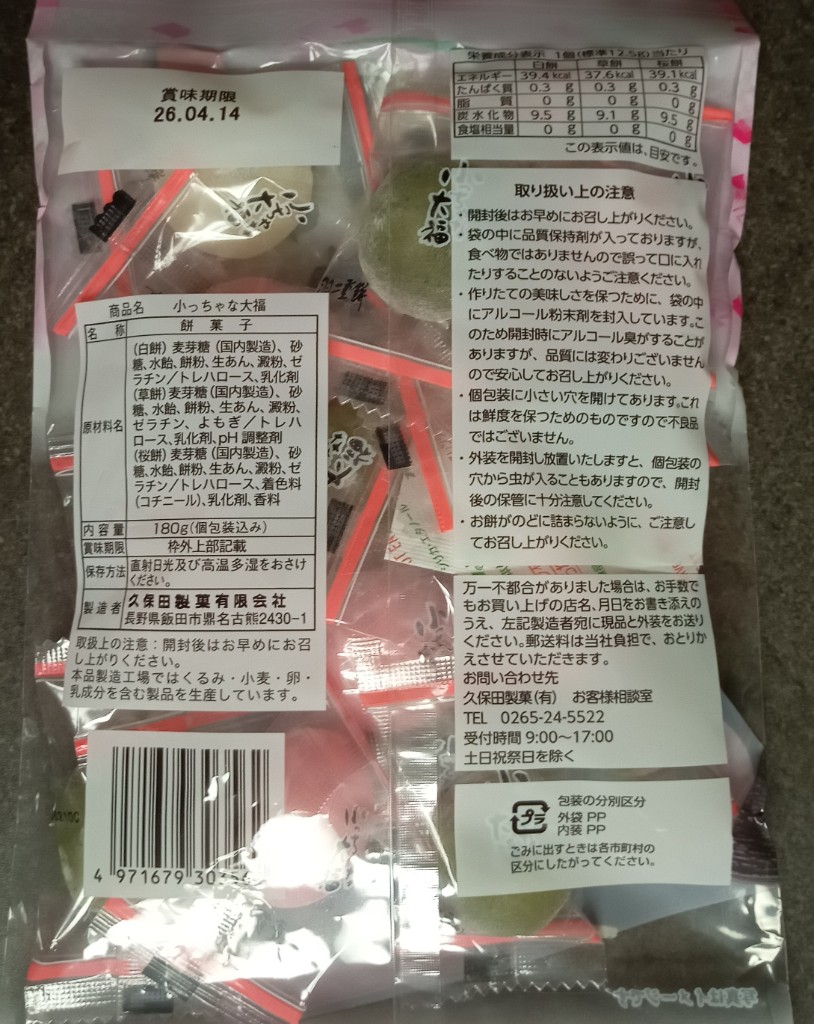 賞味期限
26.04.14
栄養成分表示 1個(標準12.5g)当たり
白餅 草餅 桜餅
エネルギー 39.4kcal 37.6kcal 39.1kcal
たんぱく質 0.3 g 0.3 g 0.3 g
脂質 0 g 0 g 0 g
炭水化物 9.5 g 9.1 g 9.5 g
食塩相当量 0 g 0 g 0 g
この表示値は、目安です。
商品名 小っちゃな大福
名称 餅菓子
原材料名
(白餅)麦芽糖(国内製造)、砂
糖、水飴、餅粉、生あん、澱粉、ゼ
ラチン/トレハロース、乳化剤
(草餅)麦芽糖(国内製造)、砂
糖、水飴、餅粉、生あん、澱粉、
ゼラチン、よもぎ/トレハ
ロース、乳化剤、pH調整剤
(桜餅)麦芽糖(国内製造)、砂
糖、水飴、餅粉、生あん、澱粉、ゼ
ラチン/トレハロース、着色料
(コチニール)、乳化剤、香料
内容量 180g(個包装込み)
賞味期限 枠外上部記載
保存方法 直射日光及び高温多湿をおさけ
ください。
製造者 久保田製菓有限会社
長野県飯田市鼎名古熊2430-1
取扱上の注意:開封後はお早めにお召
し上がりください。
本品製造工場ではくるみ・小麦・卵・
乳成分を含む製品を生産しています。
4 971679 30
取り扱い上の注意
・開封後はお早めにお召し上がりください。
・袋の中に品質保持剤が入っておりますが、
食べ物ではありませんので誤って口に入れ
たりすることのないようご注意ください。
・作りたての美味しさを保つために、袋の中
にアルコール粉末剤を封入しています。こ
のため開封時にアルコール臭がすることが
ありますが、品質には変わりございません
ので安心してお召し上がりください。
・個包装に小さい穴を開けてあります。これ
は鮮度を保つためのものですので不良品
ではございません。
・外装を開封し放置いたしますと、個包装の
穴から虫が入ることもありますので、開封
後の保管に十分注意してください。
・お餅がのどに詰まらないように、ご注意し
てお召し上がりください。
万一不都合がありました場合は、お手数で
もお買い上げの店名、月日をお書き添えの
うえ、左記製造者宛に現品と外装をお送り
ください。郵送料は当社負担で、おとりか
えさせていただきます。
お問い合わせ先
久保田製菓(有) お客様相談室
TEL 0265-24-5522
受付時間 9:00〜17:00
土日祝祭日を除く
プラ
包装の分別区分
外袋 PP
内装 PP
ごみに出すときは各市町村の
区分にしたがってください。
大福